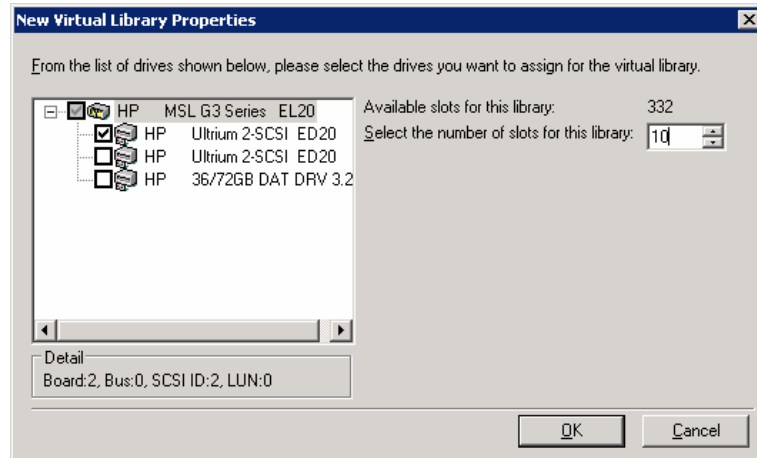 New Virtual Library Properties
From the list of drives shown below, please select the drives you want to assign for the virtual library.
HP MSL G3 Series EL20
HP Ultrium 2-SCSI ED20
HP Ultrium 2-SCSI ED20
HP 36/72GB DAT DRV 3.2
Available slots for this library: 332
Select the number of slots for this library: 10
Detail
Board:2, Bus:0, SCSI ID:2, LUN:0
OK Cancel